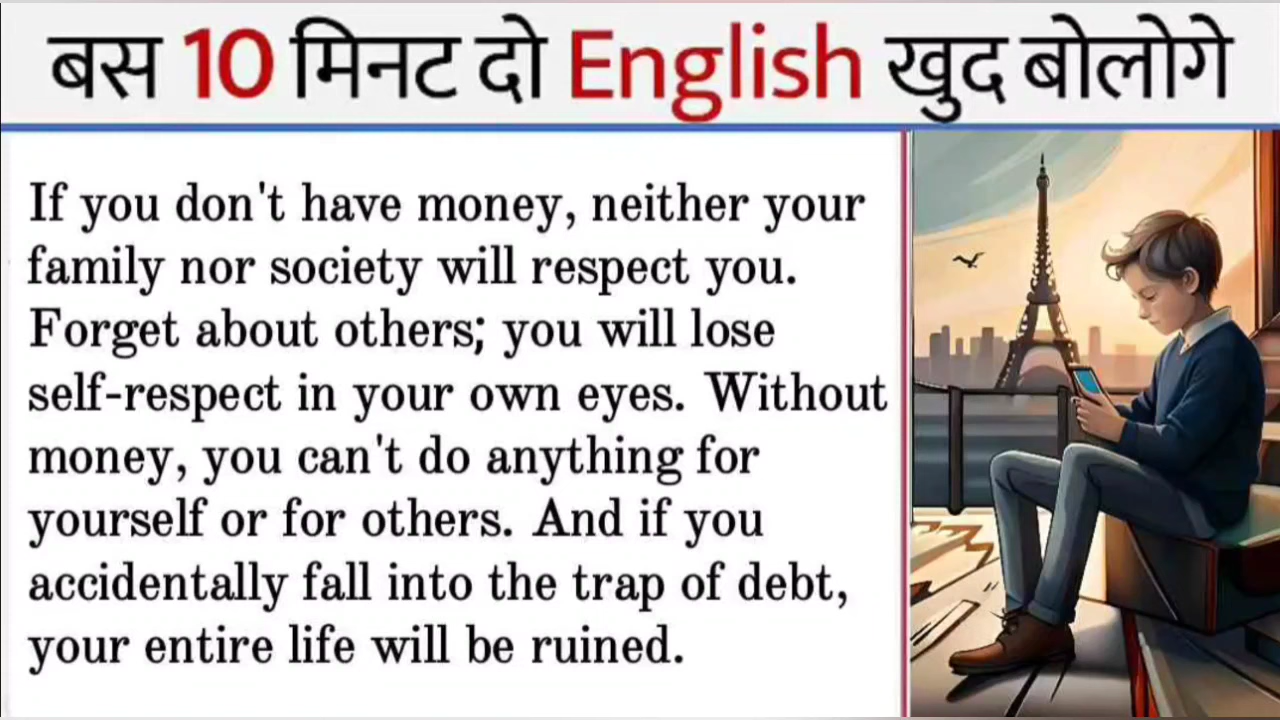 बस 10 मिनट दो English खुद बोलोगे
If you don't have money, neither your
family nor society will respect you.
Forget about others; you will lose
self-respect in your own eyes. Without
money, you can't do anything for
yourself or for others. And if you
accidentally fall into the trap of debt,
your entire life will be ruined.